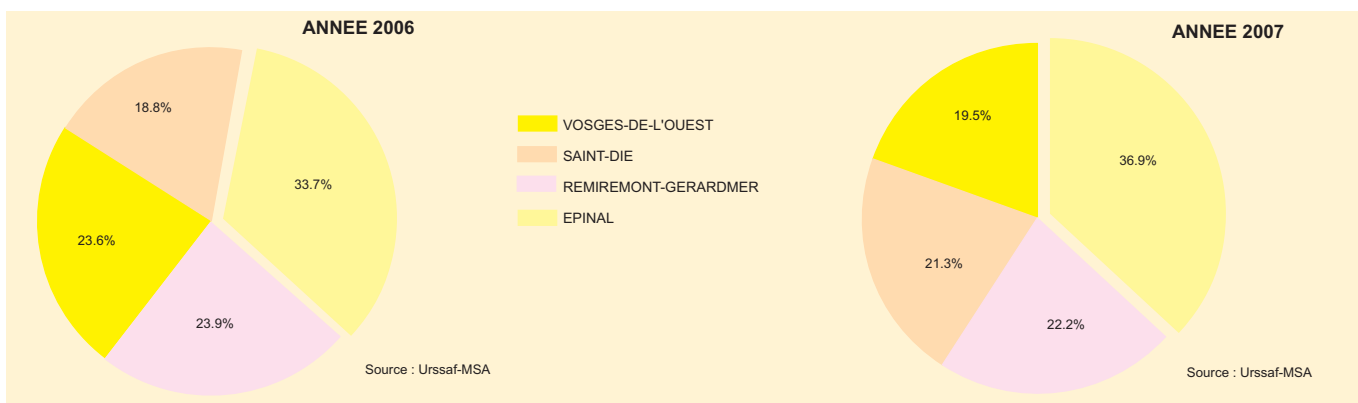 ANNEE 2006
18.8%
33.7%
23.6%
23.9%
Source : Urssaf-MSA
VOSGES-DE-L'OUEST
SAINT-DIE
REMIREMONT-GERARDMER
EPINAL
ANNEE 2007
19.5%
36.9%
21.3%
22.2%
Source : Urssaf-MSA